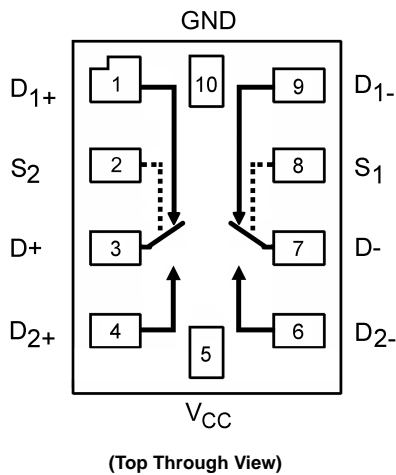 GND
D1+ 1 10 9 D1-
S2 2 8 S1
D+ 3 7 D-
D2+ 4 5 6 D2-
VCC
(Top Through View)